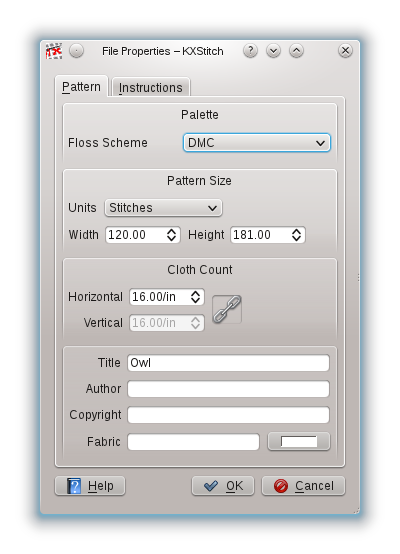 File Properties – KXStitch
Pattern Instructions
Palette
Floss Scheme DMC
Pattern Size
Units Stitches
Width 120.00 Height 181.00
Cloth Count
Horizontal 16.00/in
Vertical 16.00/in
Title Owl
Author
Copyright
Fabric
Help OK Cancel